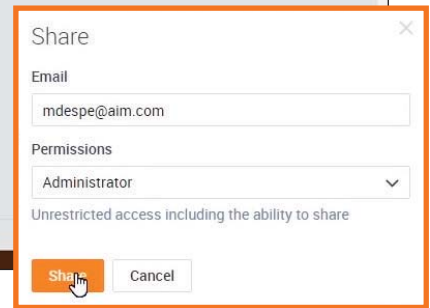 Share
Email
mdespe@aim.com
Permissions
Administrator
Unrestricted access including the ability to share
Share
Cancel